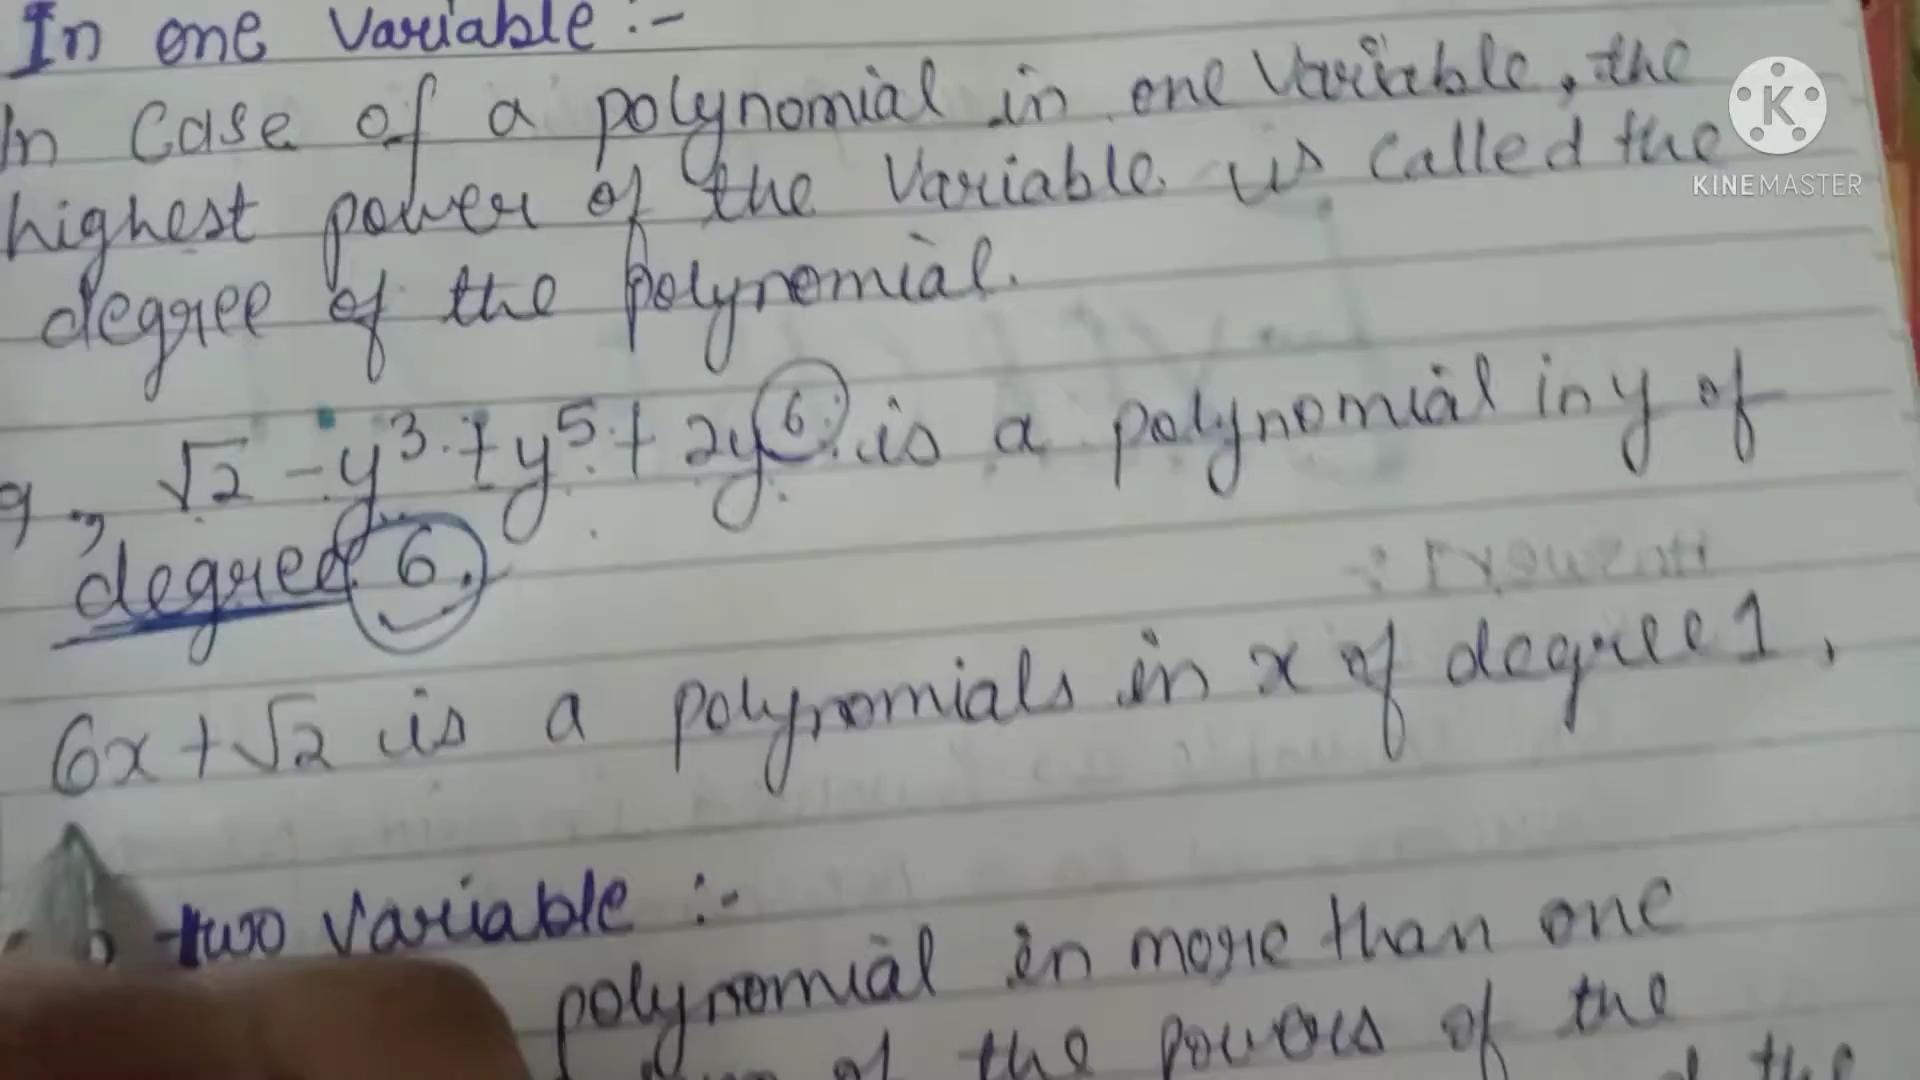 In one Variable :-
In Case of a polynomial in one Variable, the
highest power of the Variable is called the
degree of the polynomial.
g, √2 - y³ + y⁵ + 2y⁶ is a polynomial in y of
degree 6.
6x + √2 is a polynomials in x of degree 1,
two Variable :-
polynomial in more than one
of the powers of the
the
KINEMASTER